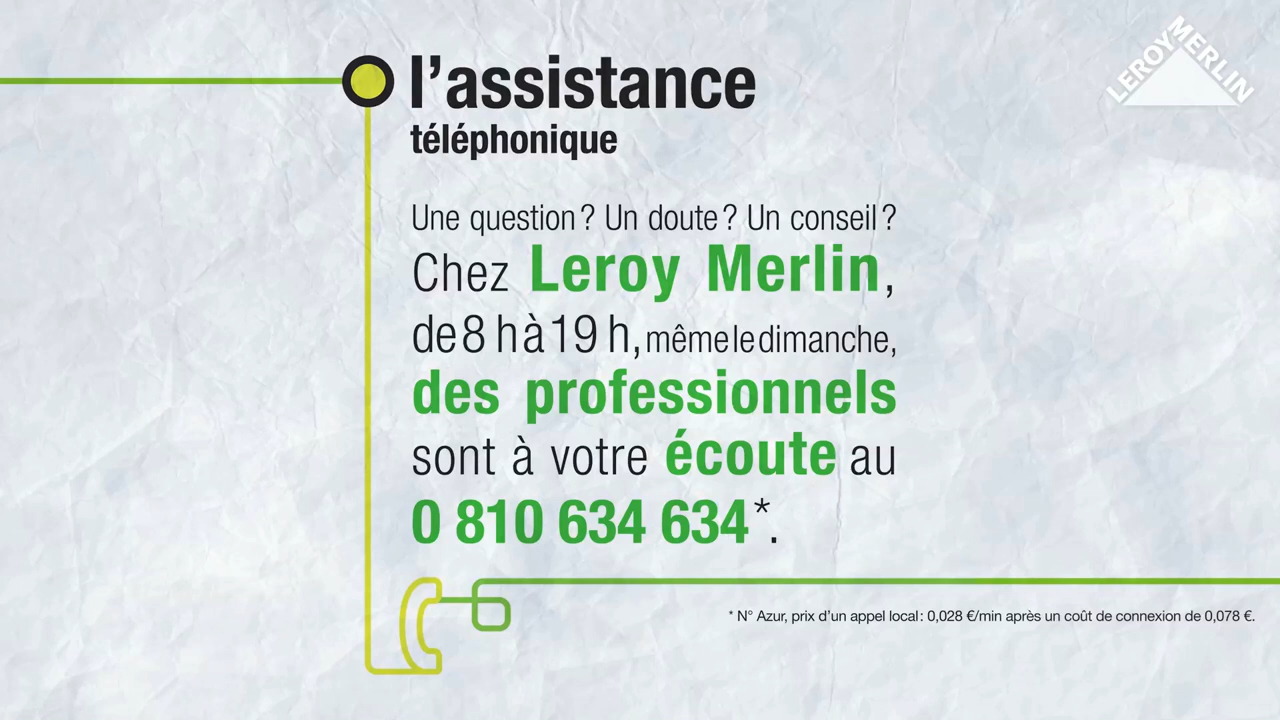 LEROY MERLIN
l’assistance
téléphonique
Une question ? Un doute ? Un conseil ?
Chez Leroy Merlin,
de 8 h à 19 h, même le dimanche,
des professionnels
sont à votre écoute au
0 810 634 634*.
* N° Azur, prix d’un appel local : 0,028 €/min après un coût de connexion de 0,078 €.